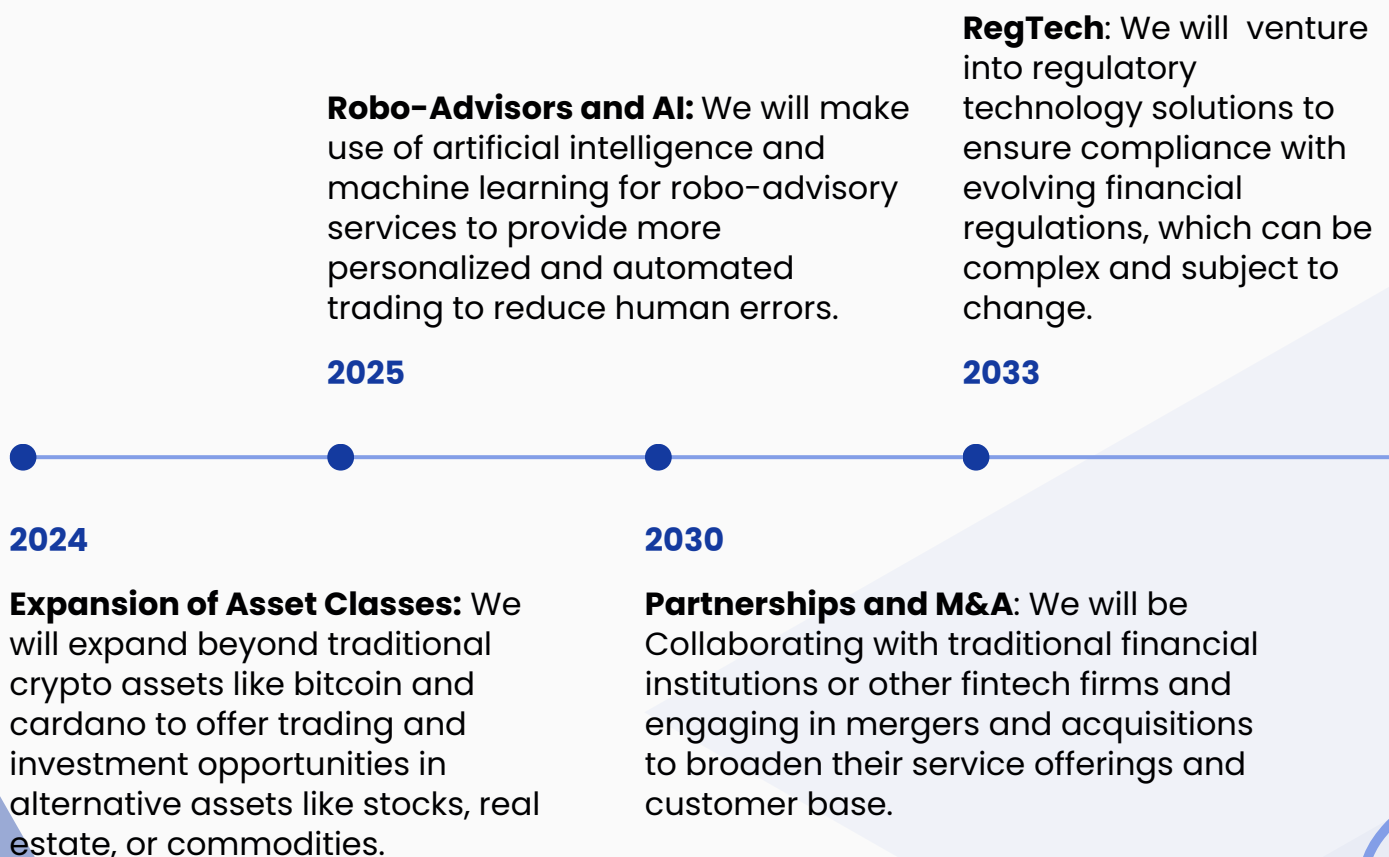 RegTech: We will  venture
into regulatory
technology solutions to
ensure compliance with
evolving financial
regulations, which can be
complex and subject to
change.
2033
Robo-Advisors and AI: We will make
use of artificial intelligence and
machine learning for robo-advisory
services to provide more
personalized and automated
trading to reduce human errors.
2025
2024
Expansion of Asset Classes: We
will expand beyond traditional
crypto assets like bitcoin and
cardano to offer trading and
investment opportunities in
alternative assets like stocks, real
estate, or commodities.
2030
Partnerships and M&A: We will be
Collaborating with traditional financial
institutions or other fintech firms and
engaging in mergers and acquisitions
to broaden their service offerings and
customer base.